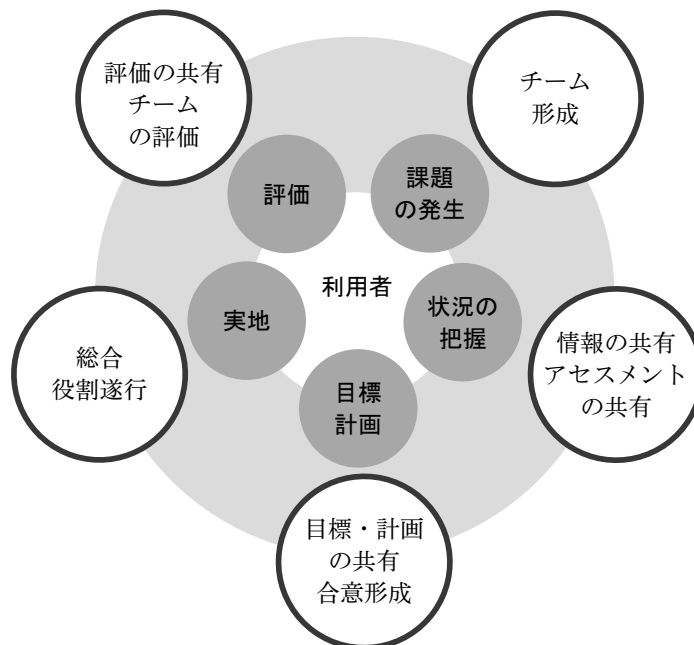 評価の共有
チーム
の評価
チーム
形成
評価
課題
の発生
利用者
実地
状況の
把握
総合
役割遂行
情報の共有
アセスメント
の共有
目標
計画
目標・計画
の共有
合意形成